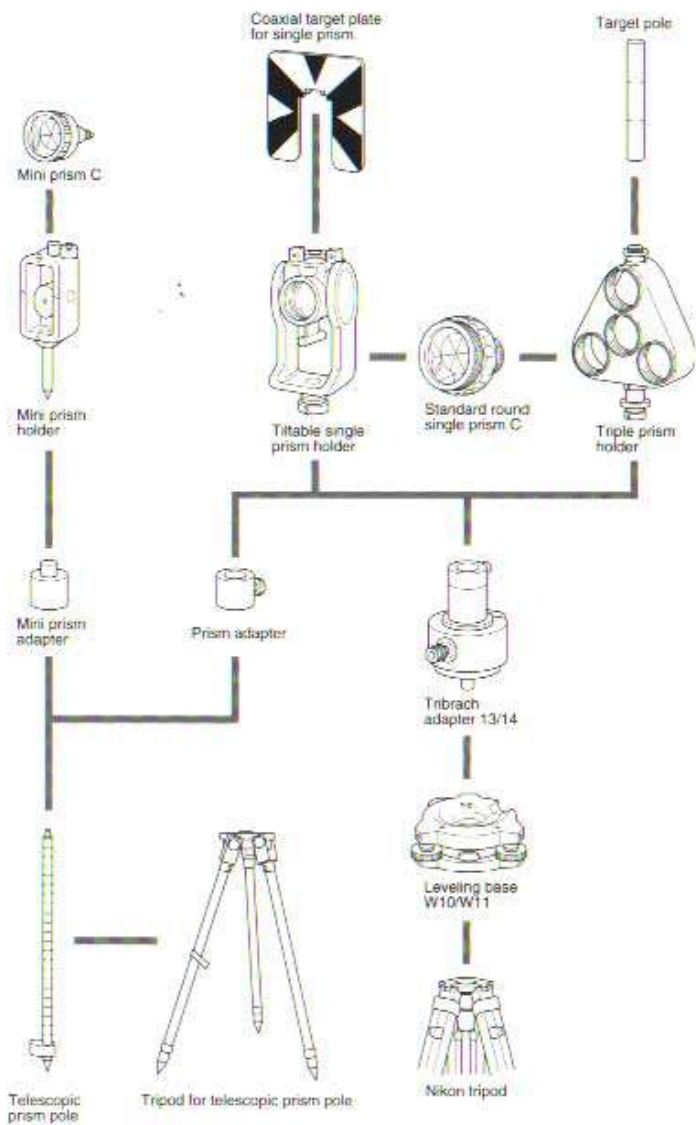 Coaxial target plate
for single prism
Target pole
Mini prism C
Mini prism
holder
Tiltable single
prism holder
Standard round
single prism C
Triple prism
holder
Mini prism
adapter
Prism adapter
Tribrach
adapter 13/14
Leveling base
W10/W11
Telescopic
prism pole
Tripod for telescopic prism pole
Nikon tripod